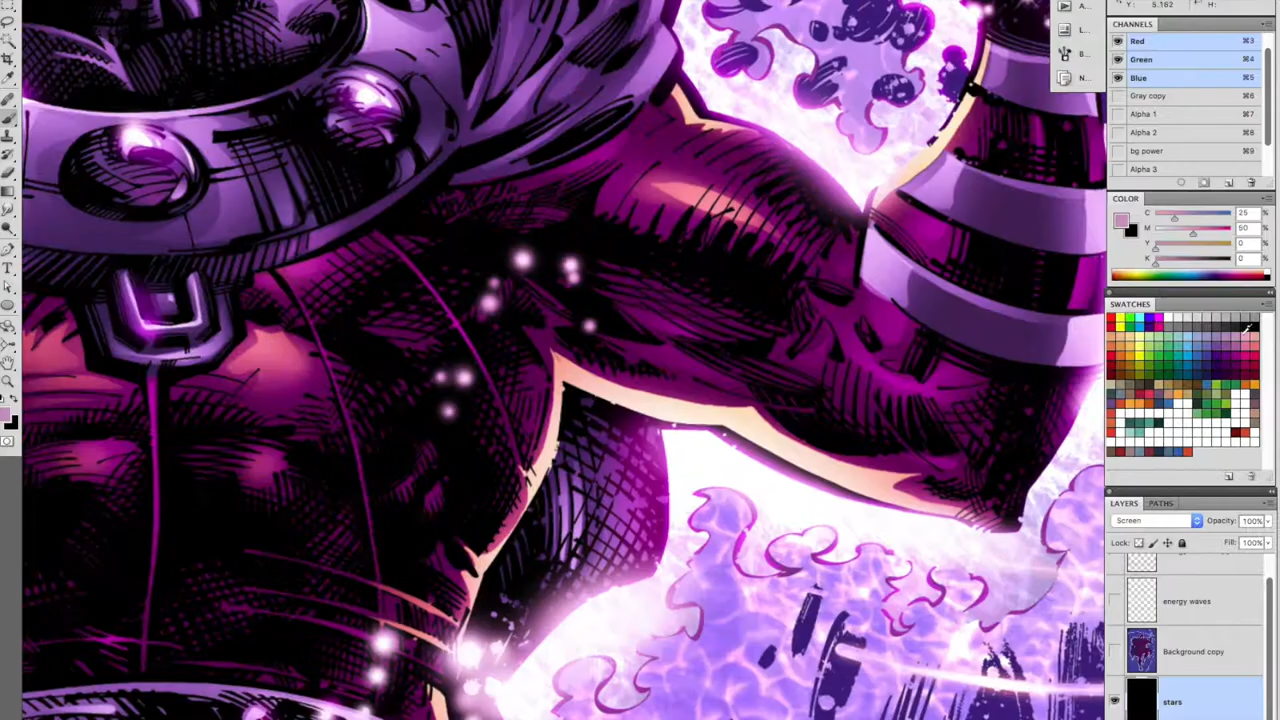 5.162
H:
A...
L...
B...
N...
CHANNELS
Red ⌘3
Green ⌘4
Blue ⌘5
Gray copy ⌘6
Alpha 1 ⌘7
Alpha 2 ⌘8
bg power ⌘9
Alpha 3
COLOR
C 25 %
M 50 %
Y 0 %
K 0 %
SWATCHES
LAYERS PATHS
Screen Opacity: 100%
Lock: Fill: 100%
energy waves
Background copy
stars